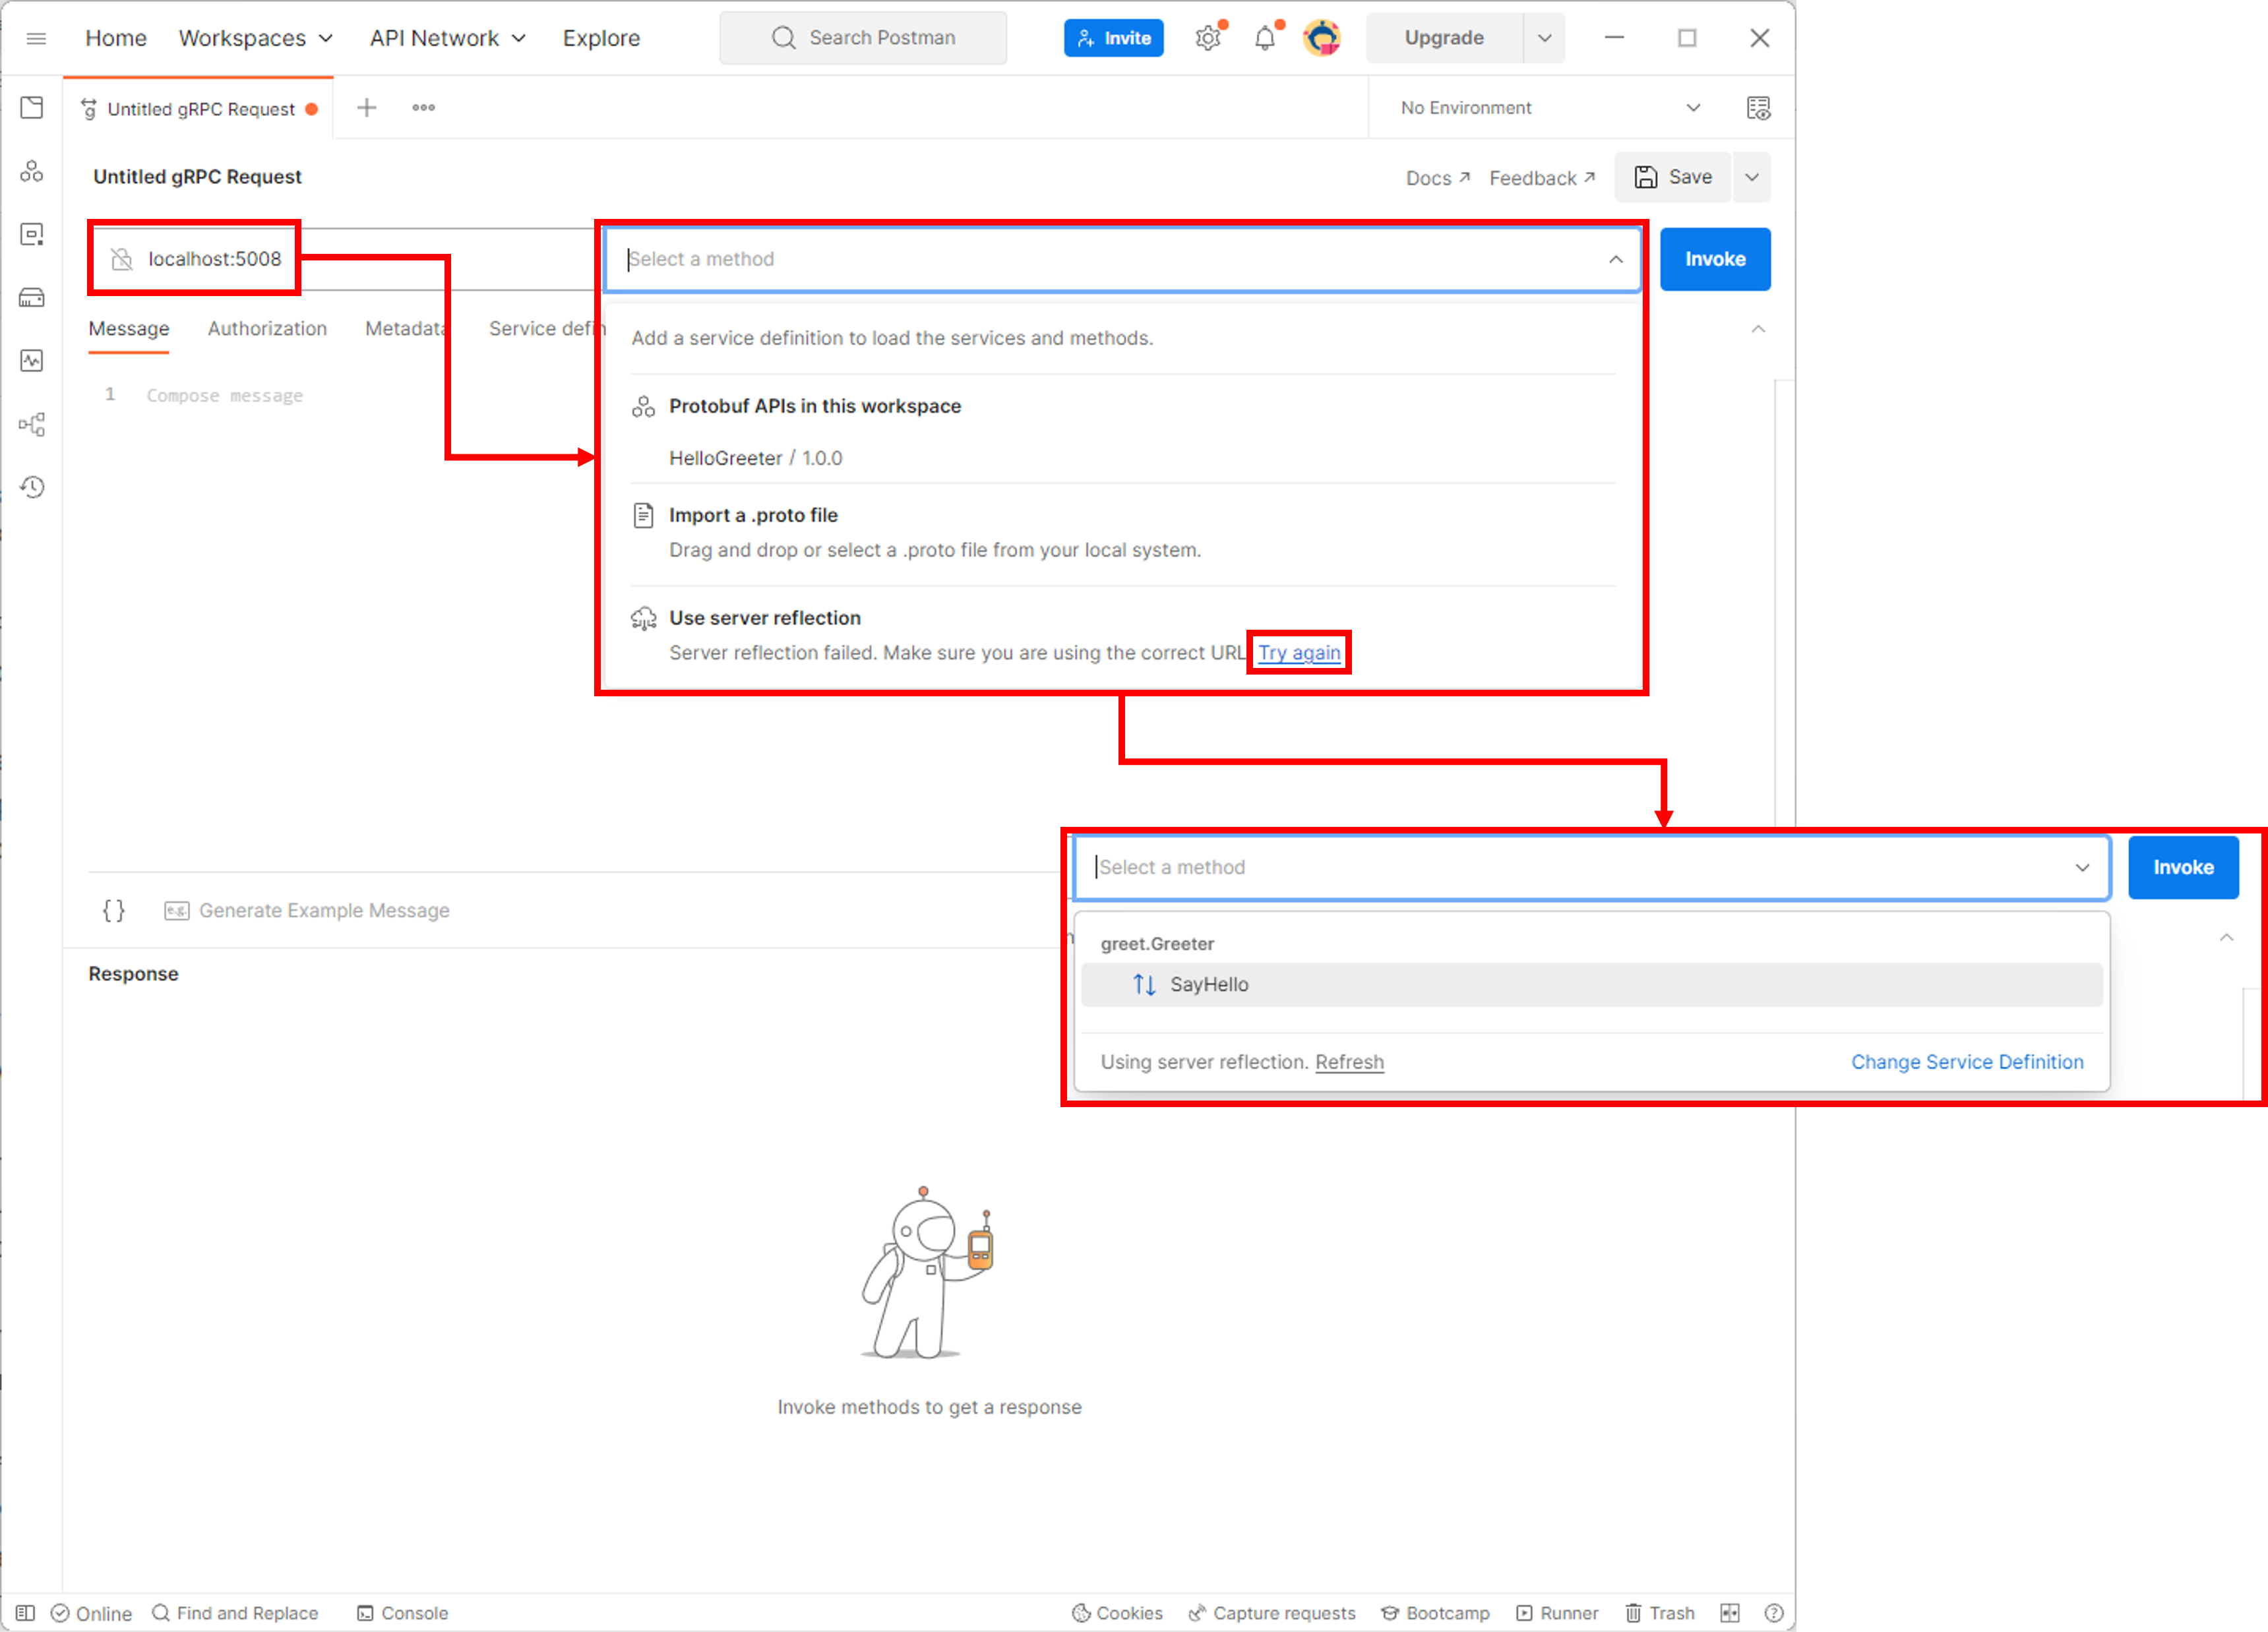 Home Workspaces API Network Explore Search Postman Invite Upgrade
Untitled gRPC Request No Environment
Untitled gRPC Request Docs Feedback Save
localhost:5008 Select a method Invoke
Message Authorization Metadata Service defin
Add a service definition to load the services and methods.
1 Compose message
Protobuf APIs in this workspace
HelloGreeter / 1.0.0
Import a .proto file
Drag and drop or select a .proto file from your local system.
Use server reflection
Server reflection failed. Make sure you are using the correct URL Try again
Select a method Invoke
{} e.g. Generate Example Message
greet.Greeter
Response
SayHello
Using server reflection. Refresh Change Service Definition
Invoke methods to get a response
Online Find and Replace Console Cookies Capture requests Bootcamp Runner Trash